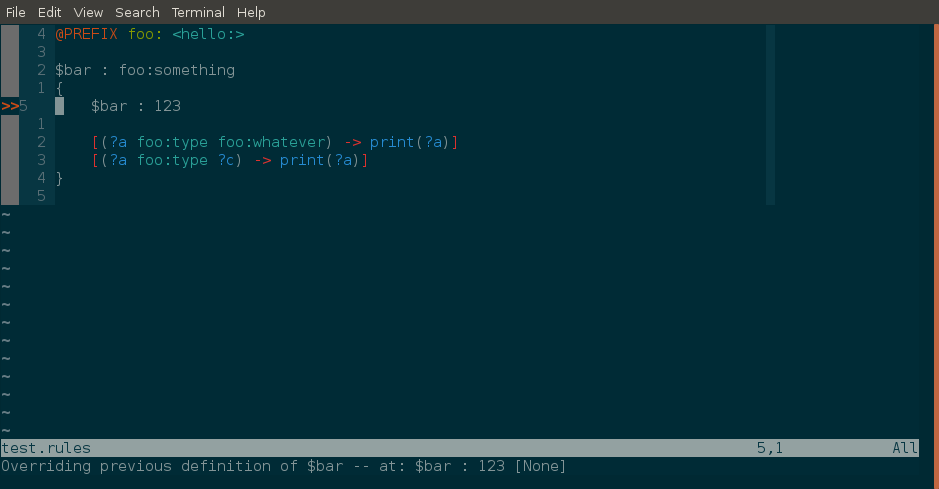 File Edit View Search Terminal Help
4 @PREFIX foo: <hello:>
3
2 $bar : foo:something
1 {
>>5     $bar : 123
1
2     [(?a foo:type foo:whatever) -> print(?a)]
3     [(?a foo:type ?c) -> print(?a)]
4 }
5
~
~
~
~
~
~
~
~
~
~
~
~
~
test.rules 5,1 All
Overriding previous definition of $bar -- at: $bar : 123 [None]